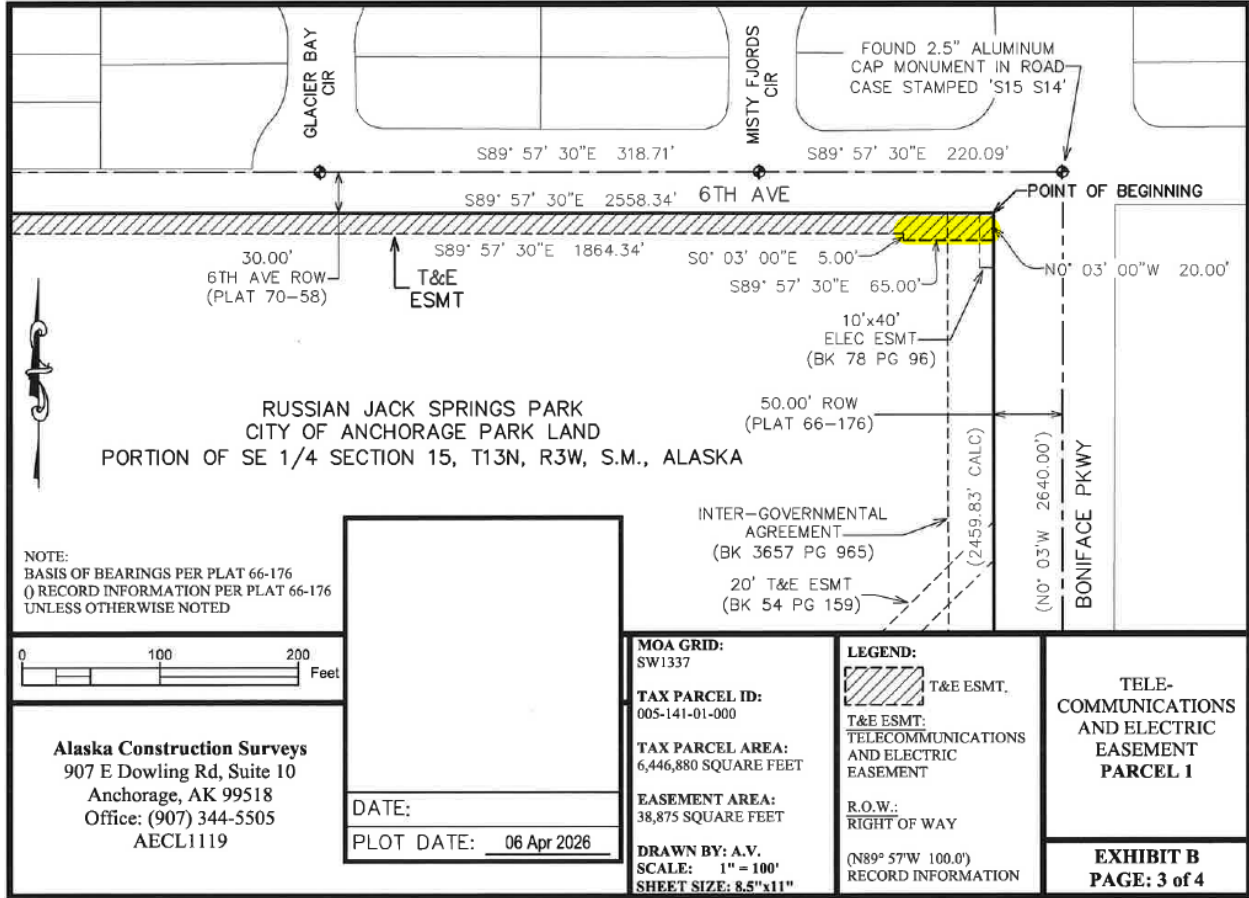 GLACIER BAY
CIR
MISTY FJORDS
CIR
FOUND 2.5" ALUMINUM
CAP MONUMENT IN ROAD
CASE STAMPED 'S15 S14'
S89° 57' 30"E 318.71'
S89° 57' 30"E 220.09'
S89° 57' 30"E 2558.34'
6TH AVE
POINT OF BEGINNING
30.00'
6TH AVE ROW
(PLAT 70-58)
S89° 57' 30"E 1864.34'
T&E
ESMT
S0° 03' 00"E 5.00'
S89° 57' 30"E 65.00'
N0° 03' 00"W 20.00'
10'x40'
ELEC ESMT
(BK 78 PG 96)
50.00' ROW
(PLAT 66-176)
RUSSIAN JACK SPRINGS PARK
CITY OF ANCHORAGE PARK LAND
PORTION OF SE 1/4 SECTION 15, T13N, R3W, S.M., ALASKA
INTER-GOVERNMENTAL
AGREEMENT
(BK 3657 PG 965)
20' T&E ESMT
(BK 54 PG 159)
(2459.83' CALC)
(N0° 03'W 2640.00')
BONIFACE PKWY
NOTE:
BASIS OF BEARINGS PER PLAT 66-176
() RECORD INFORMATION PER PLAT 66-176
UNLESS OTHERWISE NOTED
0 100 200
Feet
Alaska Construction Surveys
907 E Dowling Rd, Suite 10
Anchorage, AK 99518
Office: (907) 344-5505
AECL1119
DATE:
PLOT DATE: 06 Apr 2026
MOA GRID:
SW1337
TAX PARCEL ID:
005-141-01-000
TAX PARCEL AREA:
6,446,880 SQUARE FEET
EASEMENT AREA:
38,875 SQUARE FEET
DRAWN BY: A.V.
SCALE: 1" = 100'
SHEET SIZE: 8.5"x11"
LEGEND:
T&E ESMT.
T&E ESMT:
TELECOMMUNICATIONS
AND ELECTRIC
EASEMENT
R.O.W.:
RIGHT OF WAY
(N89° 57'W 100.0')
RECORD INFORMATION
TELE-
COMMUNICATIONS
AND ELECTRIC
EASEMENT
PARCEL 1
EXHIBIT B
PAGE: 3 of 4